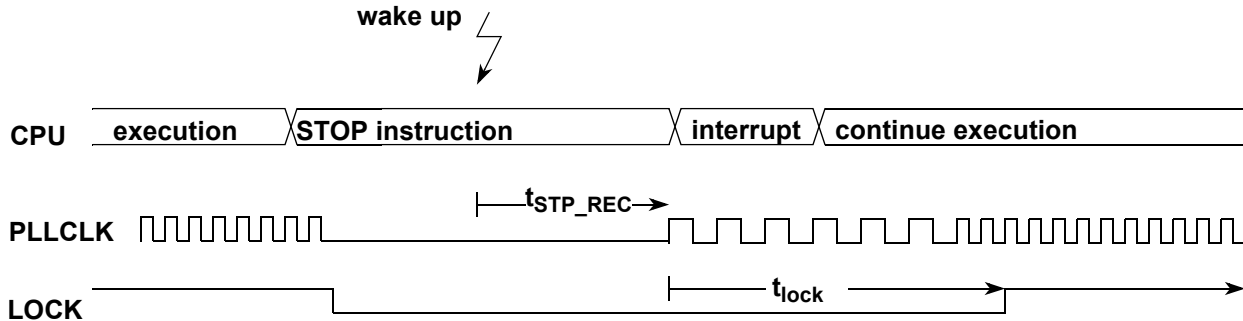 wake up
CPU execution STOP instruction interrupt continue execution
tSTP_REC
PLLCLK
tlock
LOCK